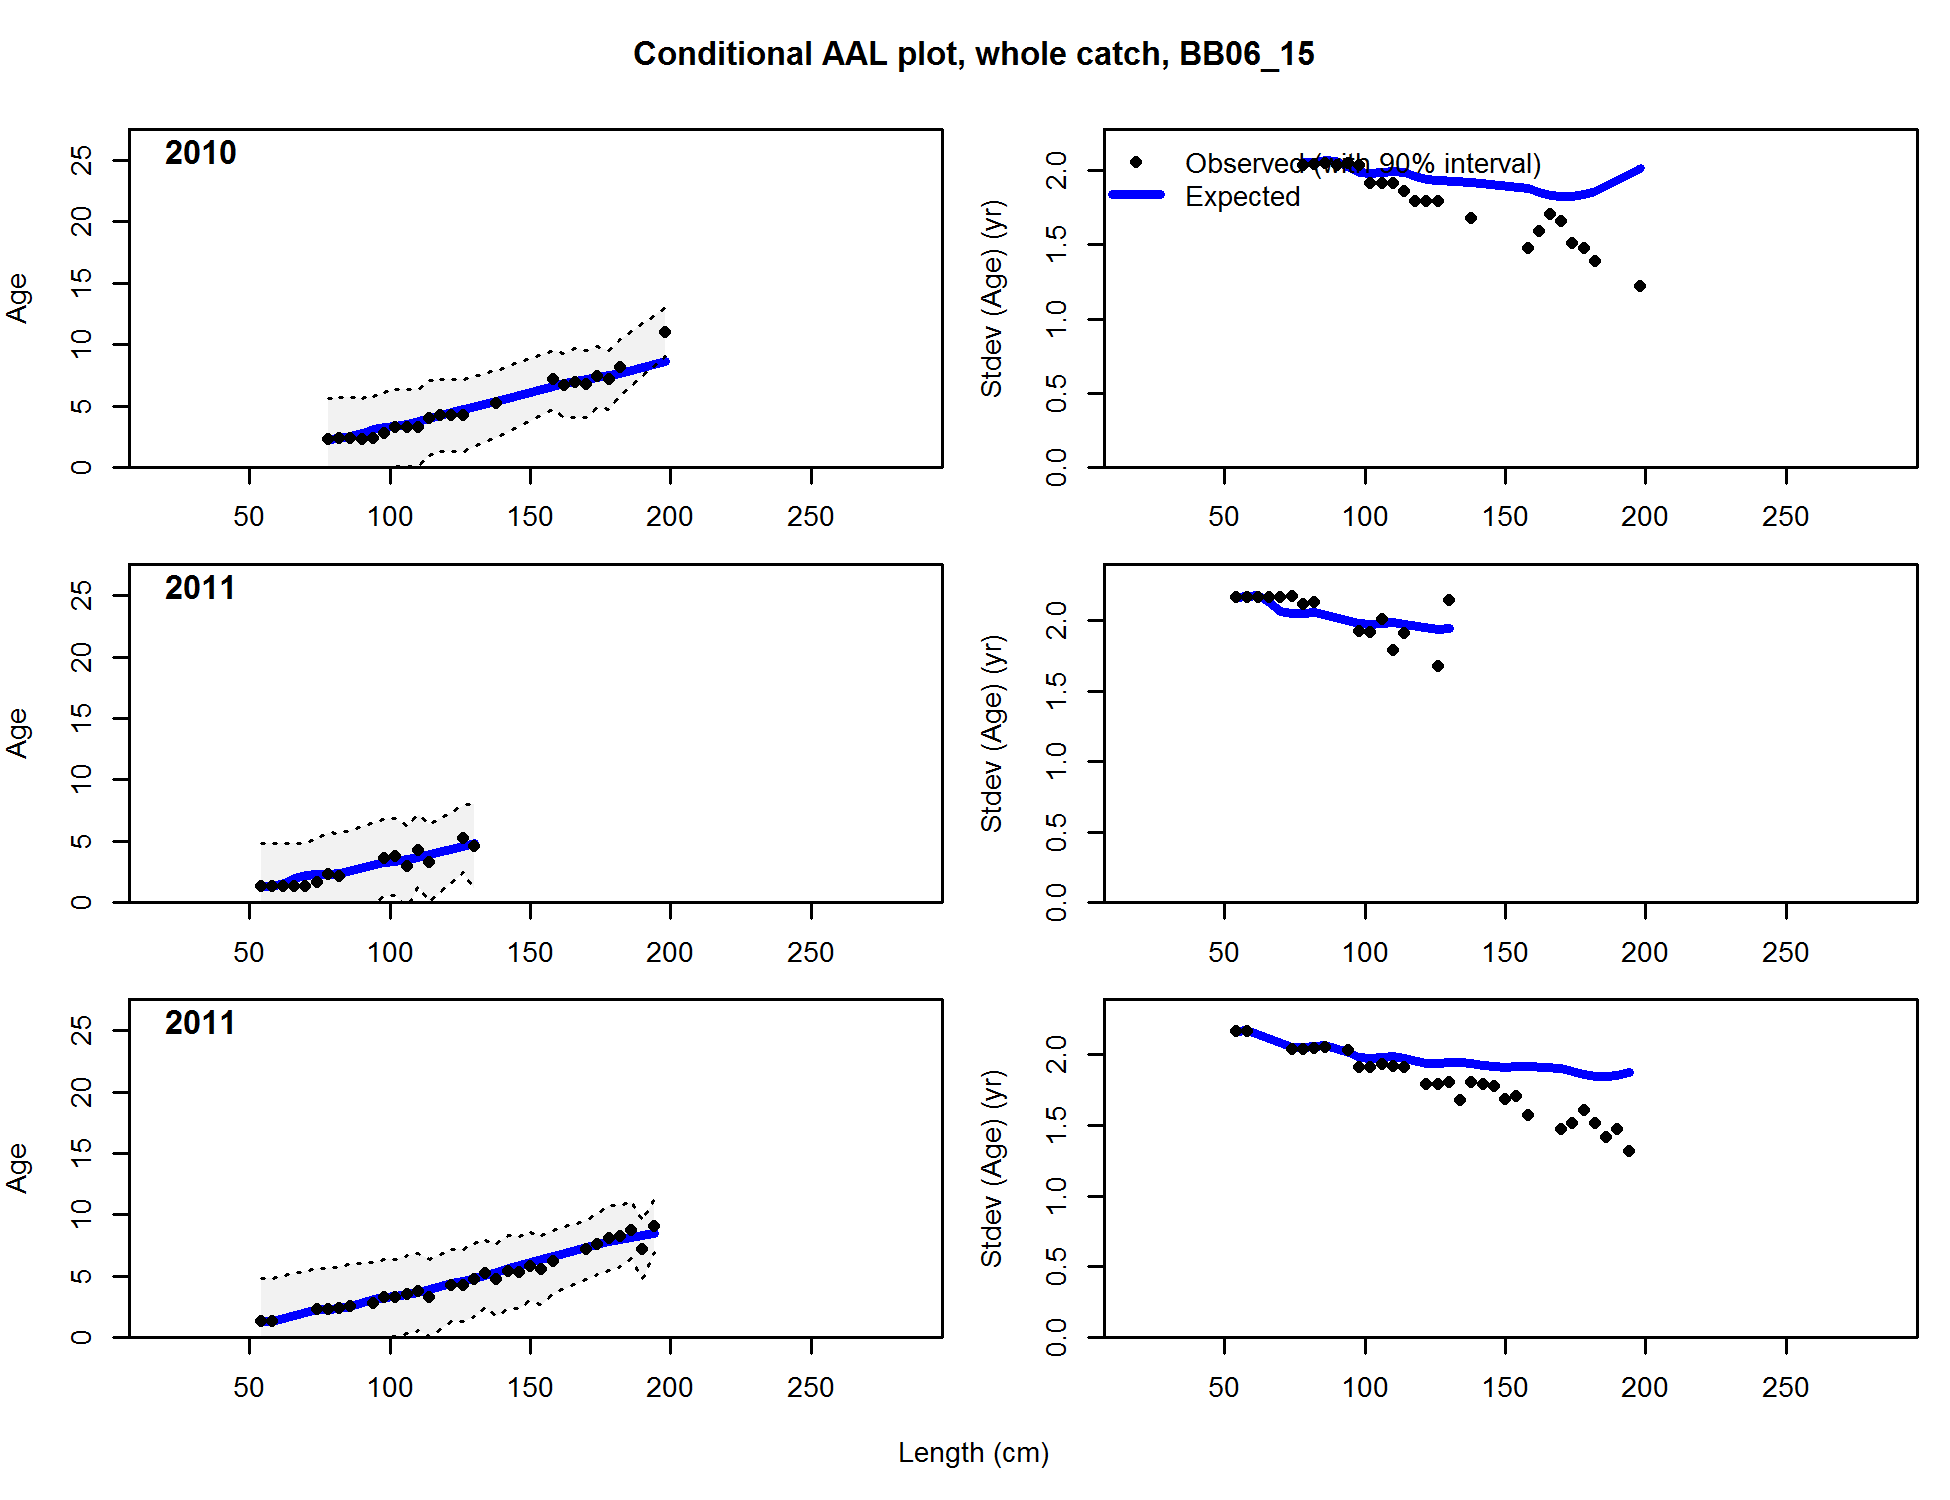 Conditional AAL plot, whole catch, BB06_15
2010
Age
0 5 10 15 20 25
50 100 150 200 250
Observed (with 90% interval)
Expected
Stdev (Age) (yr)
0.0 0.5 1.0 1.5 2.0
50 100 150 200 250
2011
Age
0 5 10 15 20 25
50 100 150 200 250
Stdev (Age) (yr)
0.0 0.5 1.0 1.5 2.0
50 100 150 200 250
2011
Age
0 5 10 15 20 25
50 100 150 200 250
Stdev (Age) (yr)
0.0 0.5 1.0 1.5 2.0
50 100 150 200 250
Length (cm)